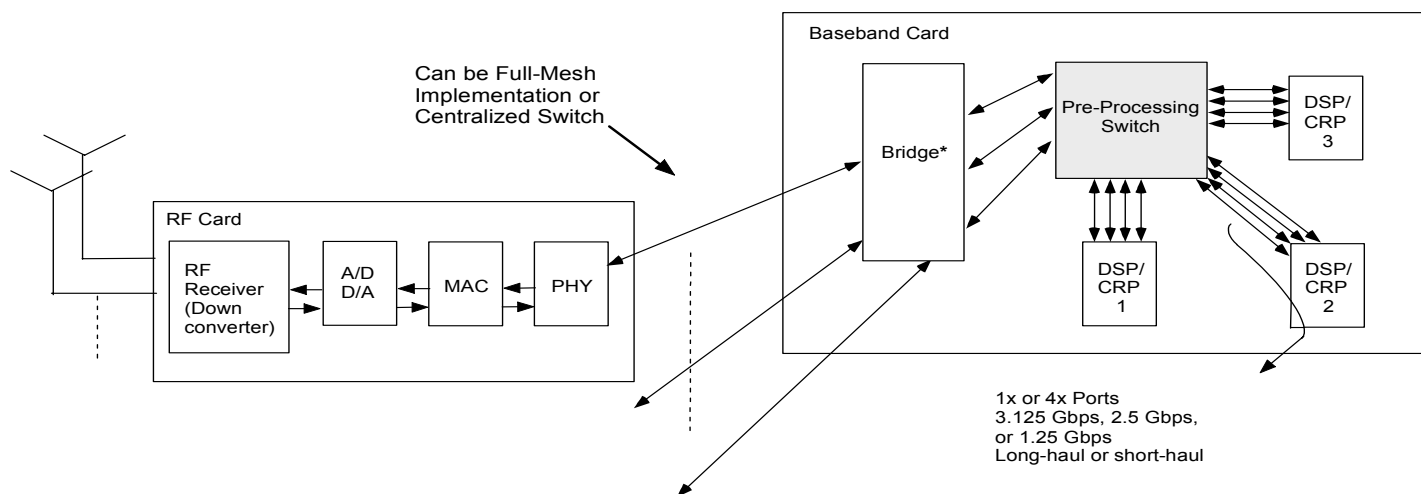 Baseband Card
Can be Full-Mesh
Implementation or
Centralized Switch
Bridge*
Pre-Processing
Switch
DSP/
CRP
3
RF Card
RF
Receiver
(Down
converter)
A/D
D/A
MAC
PHY
DSP/
CRP
1
DSP/
CRP
2
1x or 4x Ports
3.125 Gbps, 2.5 Gbps,
or 1.25 Gbps
Long-haul or short-haul